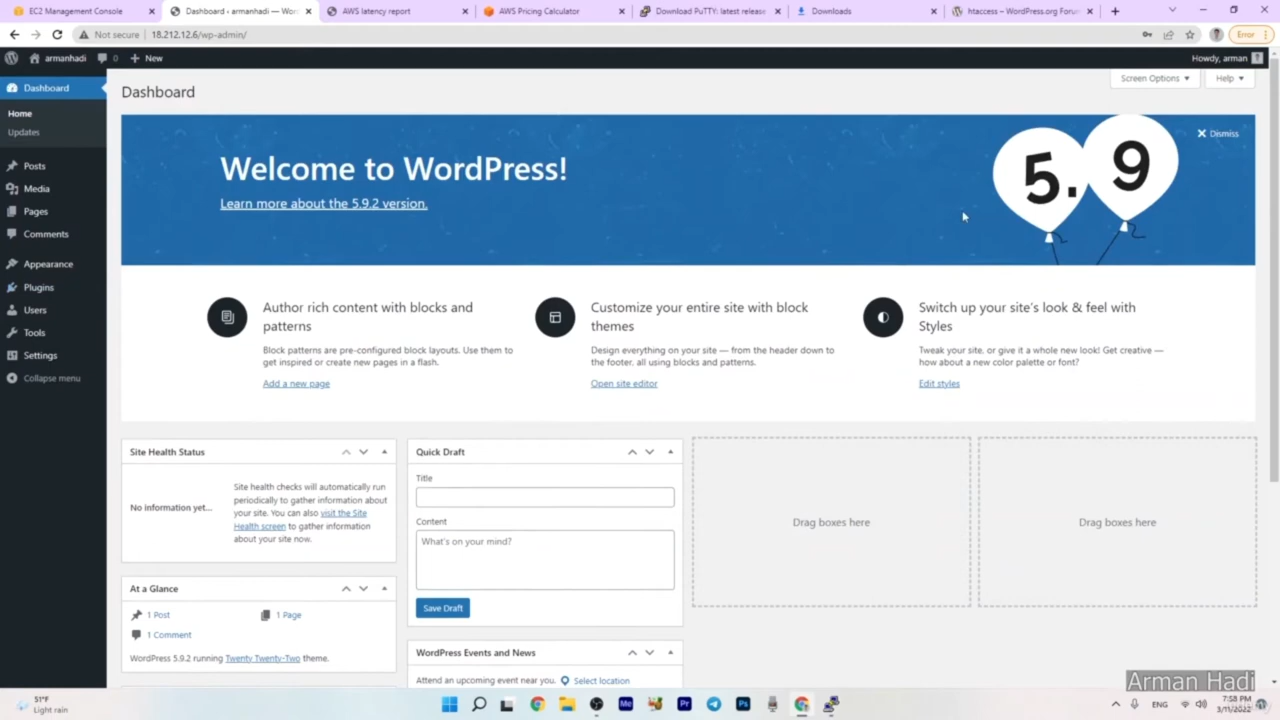 EC2 Management Console
Dashboard ‹ armanhadi — Wor
AWS latency report
AWS Pricing Calculator
Download PuTTY: latest release
Downloads
htaccess – WordPress.org Forum
Not secure
18.212.12.6/wp-admin/
Error
armanhadi
0
New
Howdy, arman
Dashboard
Home
Updates
Posts
Media
Pages
Comments
Appearance
Plugins
Users
Tools
Settings
Collapse menu
Dashboard
Screen Options
Help
Welcome to WordPress!
Learn more about the 5.9.2 version.
5.9
Dismiss
Author rich content with blocks and
patterns
Block patterns are pre-configured block layouts. Use them to
get inspired or create new pages in a flash.
Add a new page
Customize your entire site with block
themes
Design everything on your site — from the header down to
the footer, all using blocks and patterns.
Open site editor
Switch up your site's look & feel with
Styles
Tweak your site, or give it a whole new look! Get creative —
how about a new color palette or font?
Edit styles
Site Health Status
No information yet...
Site health checks will automatically run
periodically to gather information about
your site. You can also visit the Site
Health screen to gather information
about your site now.
At a Glance
1 Post
1 Page
1 Comment
WordPress 5.9.2 running Twenty Twenty-Two theme.
Quick Draft
Title
Content
What's on your mind?
Save Draft
WordPress Events and News
Attend an upcoming event near you.
Select location
Drag boxes here
Drag boxes here
Arman Hadi
51°F
Light rain
Me
Pr
Ps
ENG
7:58 PM
3/11/2022